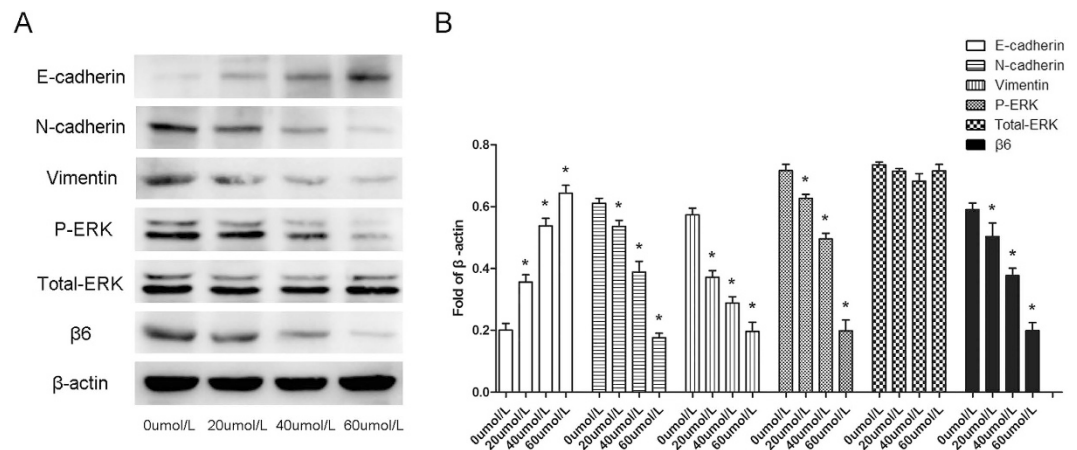 A
E-cadherin
N-cadherin
Vimentin
P-ERK
Total-ERK
β6
β-actin
0umol/L 20umol/L 40umol/L 60umol/L
B
E-cadherin
N-cadherin
Vimentin
P-ERK
Total-ERK
β6
Fold of β -actin
0.8
0.6
0.4
0.2
0.0
* * *
* * *
* * *
* * *
* * *
0umol/L 20umol/L 40umol/L 60umol/L
0umol/L 20umol/L 40umol/L 60umol/L
0umol/L 20umol/L 40umol/L 60umol/L
0umol/L 20umol/L 40umol/L 60umol/L
0umol/L 20umol/L 40umol/L 60umol/L
0umol/L 20umol/L 40umol/L 60umol/L